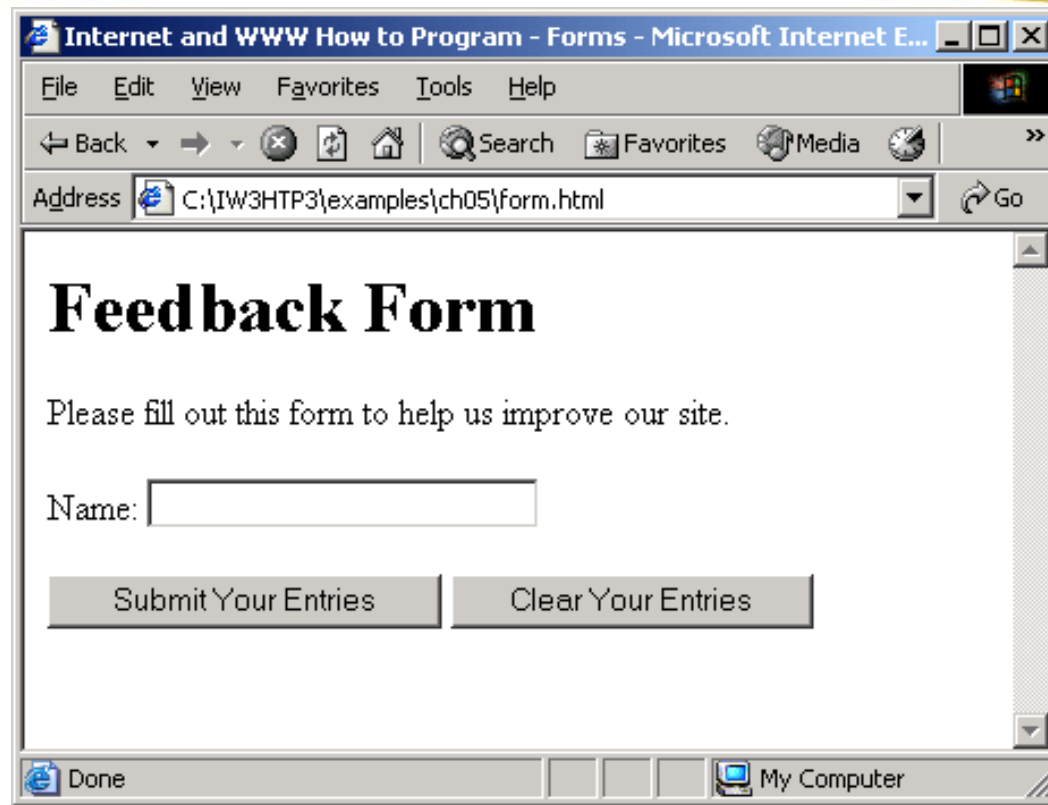 Internet and WWW How to Program - Forms - Microsoft Internet E...
File Edit View Favorites Tools Help
Back Search Favorites Media »
Address C:\IW3HTP3\examples\ch05\form.html Go
Feedback Form
Please fill out this form to help us improve our site.
Name:
Submit Your Entries Clear Your Entries
Done My Computer